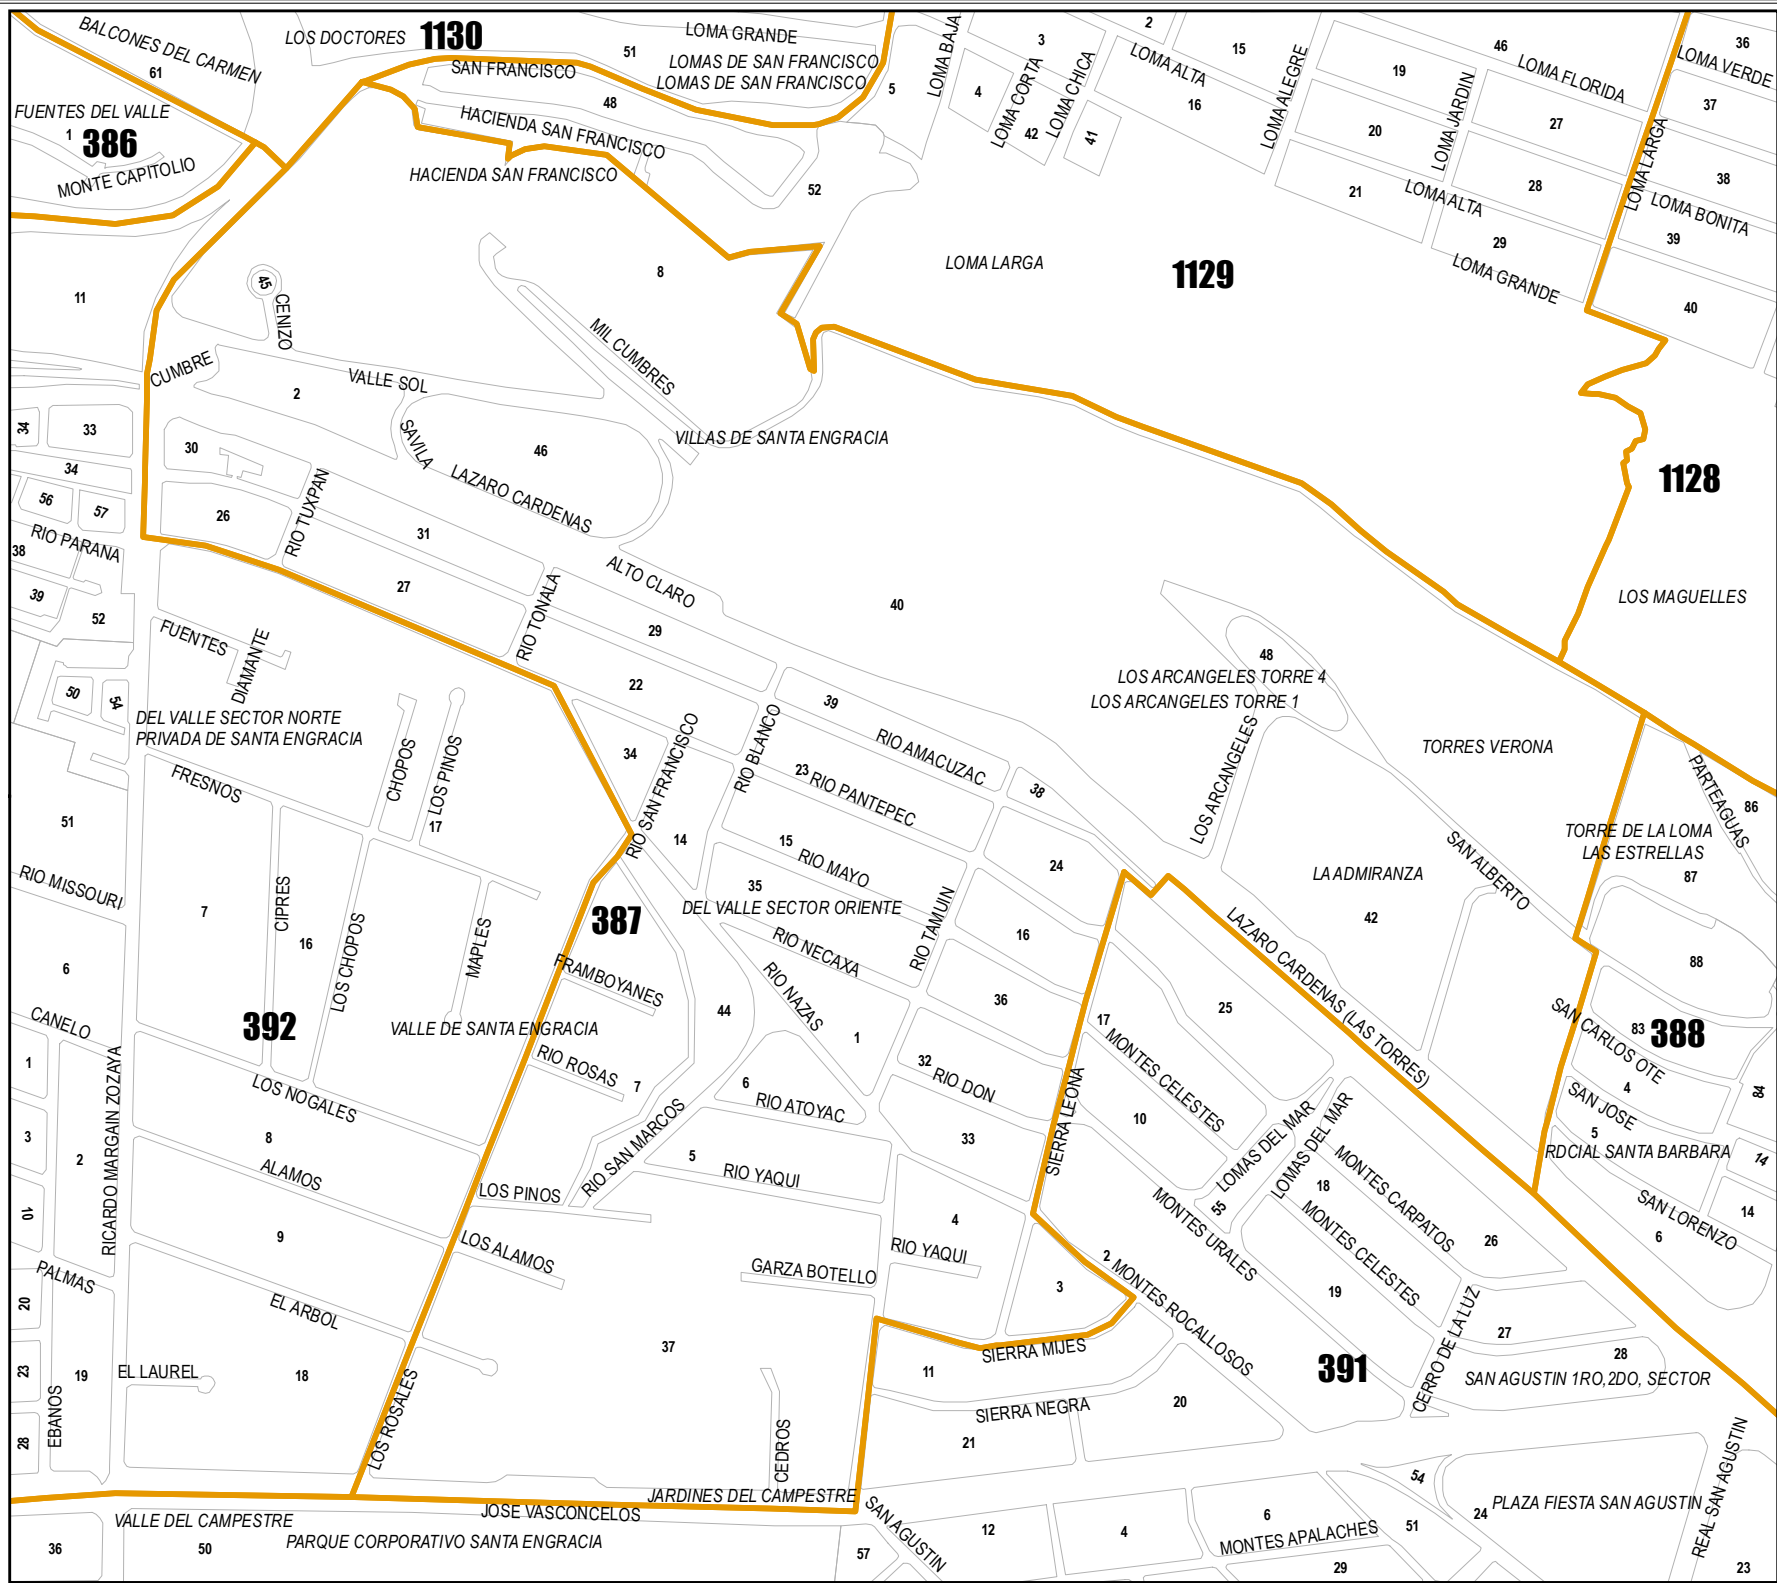 BALCONES DEL CARMEN
61
LOS DOCTORES
1130
51
LOMA GRANDE
LOMAS DE SAN FRANCISCO
LOMAS DE SAN FRANCISCO
SAN FRANCISCO
48
5
LOMA BAJA
3
2
LOMA ALTA
15
46
LOMA FLORIDA
36
LOMA VERDE
FUENTES DEL VALLE
1
386
MONTE CAPITOLIO
HACIENDA SAN FRANCISCO
HACIENDA SAN FRANCISCO
52
4
LOMA CORTA
42
LOMA CHICA
41
16
LOMA ALEGRE
19
20
LOMA JARDIN
27
37
LOMA LARGA
21
LOMA ALTA
28
38
LOMA BONITA
29
39
LOMA GRANDE
40
11
45
CENIZO
8
LOMA LARGA
1129
CUMBRE
2
VALLE SOL
MIL CUMBRES
34
33
34
30
SAVILA
46
LAZARO CARDENAS
VILLAS DE SANTA ENGRACIA
1128
56
57
RIO PARANA
38
39
52
26
RIO TUXPAN
31
27
ALTO CLARO
RIO TONALA
29
40
LOS MAGUELLES
FUENTES
DIAMANTE
22
48
LOS ARCANGELES TORRE 4
LOS ARCANGELES TORRE 1
50
54
DEL VALLE SECTOR NORTE
PRIVADA DE SANTA ENGRACIA
39
34
RIO SAN FRANCISCO
RIO BLANCO
RIO AMACUZAC
LOS ARCANGELES
TORRES VERONA
PARTEAGUAS
86
FRESNOS
CHOPOS
LOS PINOS
17
23
RIO PANTEPEC
38
51
14
15
RIO MAYO
24
SAN ALBERTO
TORRE DE LA LOMA
LAS ESTRELLAS
87
RIO MISSOURI
7
CIPRES
16
LOS CHOPOS
MAPLES
387
35
DEL VALLE SECTOR ORIENTE
RIO NECAXA
RIO TAMUIN
16
LA ADMIRANZA
42
LAZARO CARDENAS (LAS TORRES)
6
FRAMBOYANES
RIO NAZAS
36
25
88
CANELO
392
VALLE DE SANTA ENGRACIA
44
1
17
MONTES CELESTES
SAN CARLOS OTE
83
388
1
RICARDO MARGAIN ZOZAYA
LOS NOGALES
RIO ROSAS
7
6
RIO ATOYAC
32
RIO DON
SIERRA LEONA
10
4
84
SAN JOSE
3
2
8
ALAMOS
RIO SAN MARCOS
5
RIO YAQUI
33
LOMAS DEL MAR
LOMAS DEL MAR
MONTES CARPATOS
5
RDCIAL SANTA BARBARA
14
10
9
LOS PINOS
4
RIO YAQUI
MONTES URALES
55
18
MONTES CELESTES
26
SAN LORENZO
14
6
PALMAS
LOS ALAMOS
GARZA BOTELLO
2
MONTES ROCALLOSOS
3
19
20
EL ARBOL
CERRO DE LA LUZ
27
37
SIERRA MIJES
28
23
19
EL LAUREL
18
11
391
SAN AGUSTIN 1RO,2DO, SECTOR
EBANOS
28
LOS ROSALES
CEDROS
SIERRA NEGRA
20
21
REAL SAN AGUSTIN
54
JARDINES DEL CAMPESTRE
JOSE VASCONCELOS
SAN AGUSTIN
24
PLAZA FIESTA SAN AGUSTIN
VALLE DEL CAMPESTRE
36
50
PARQUE CORPORATIVO SANTA ENGRACIA
57
12
4
6
MONTES APALACHES
51
29
23